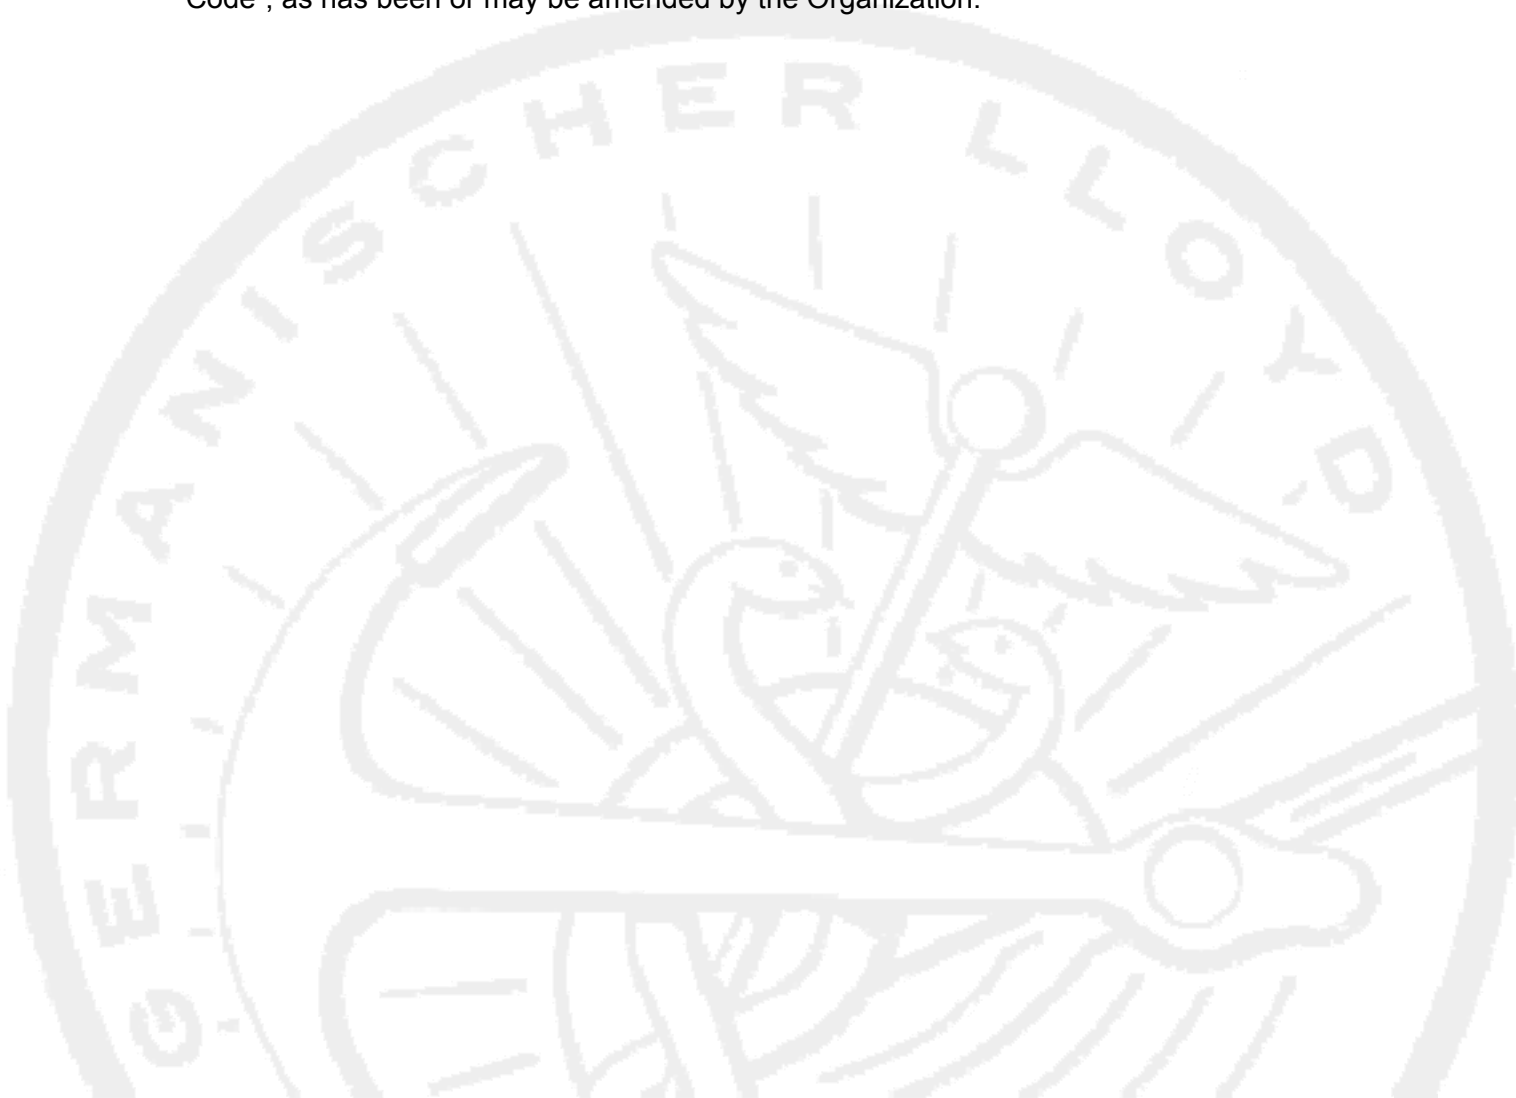 Code", as has been or may be amended by the Organization.
GERMANISCHER LLOYD